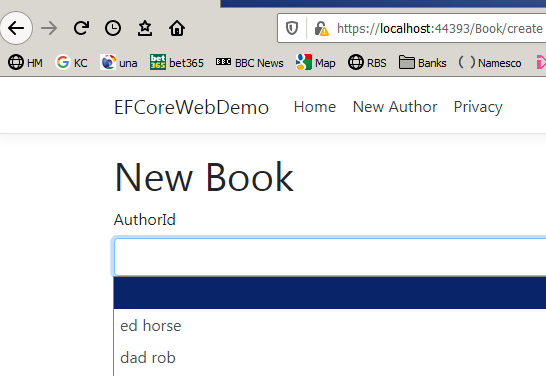 https://localhost:44393/Book/create
HM KC una bet365 BBC News Map RBS Banks Namesco
EFCoreWebDemo Home New Author Privacy
New Book
AuthorId
ed horse
dad rob